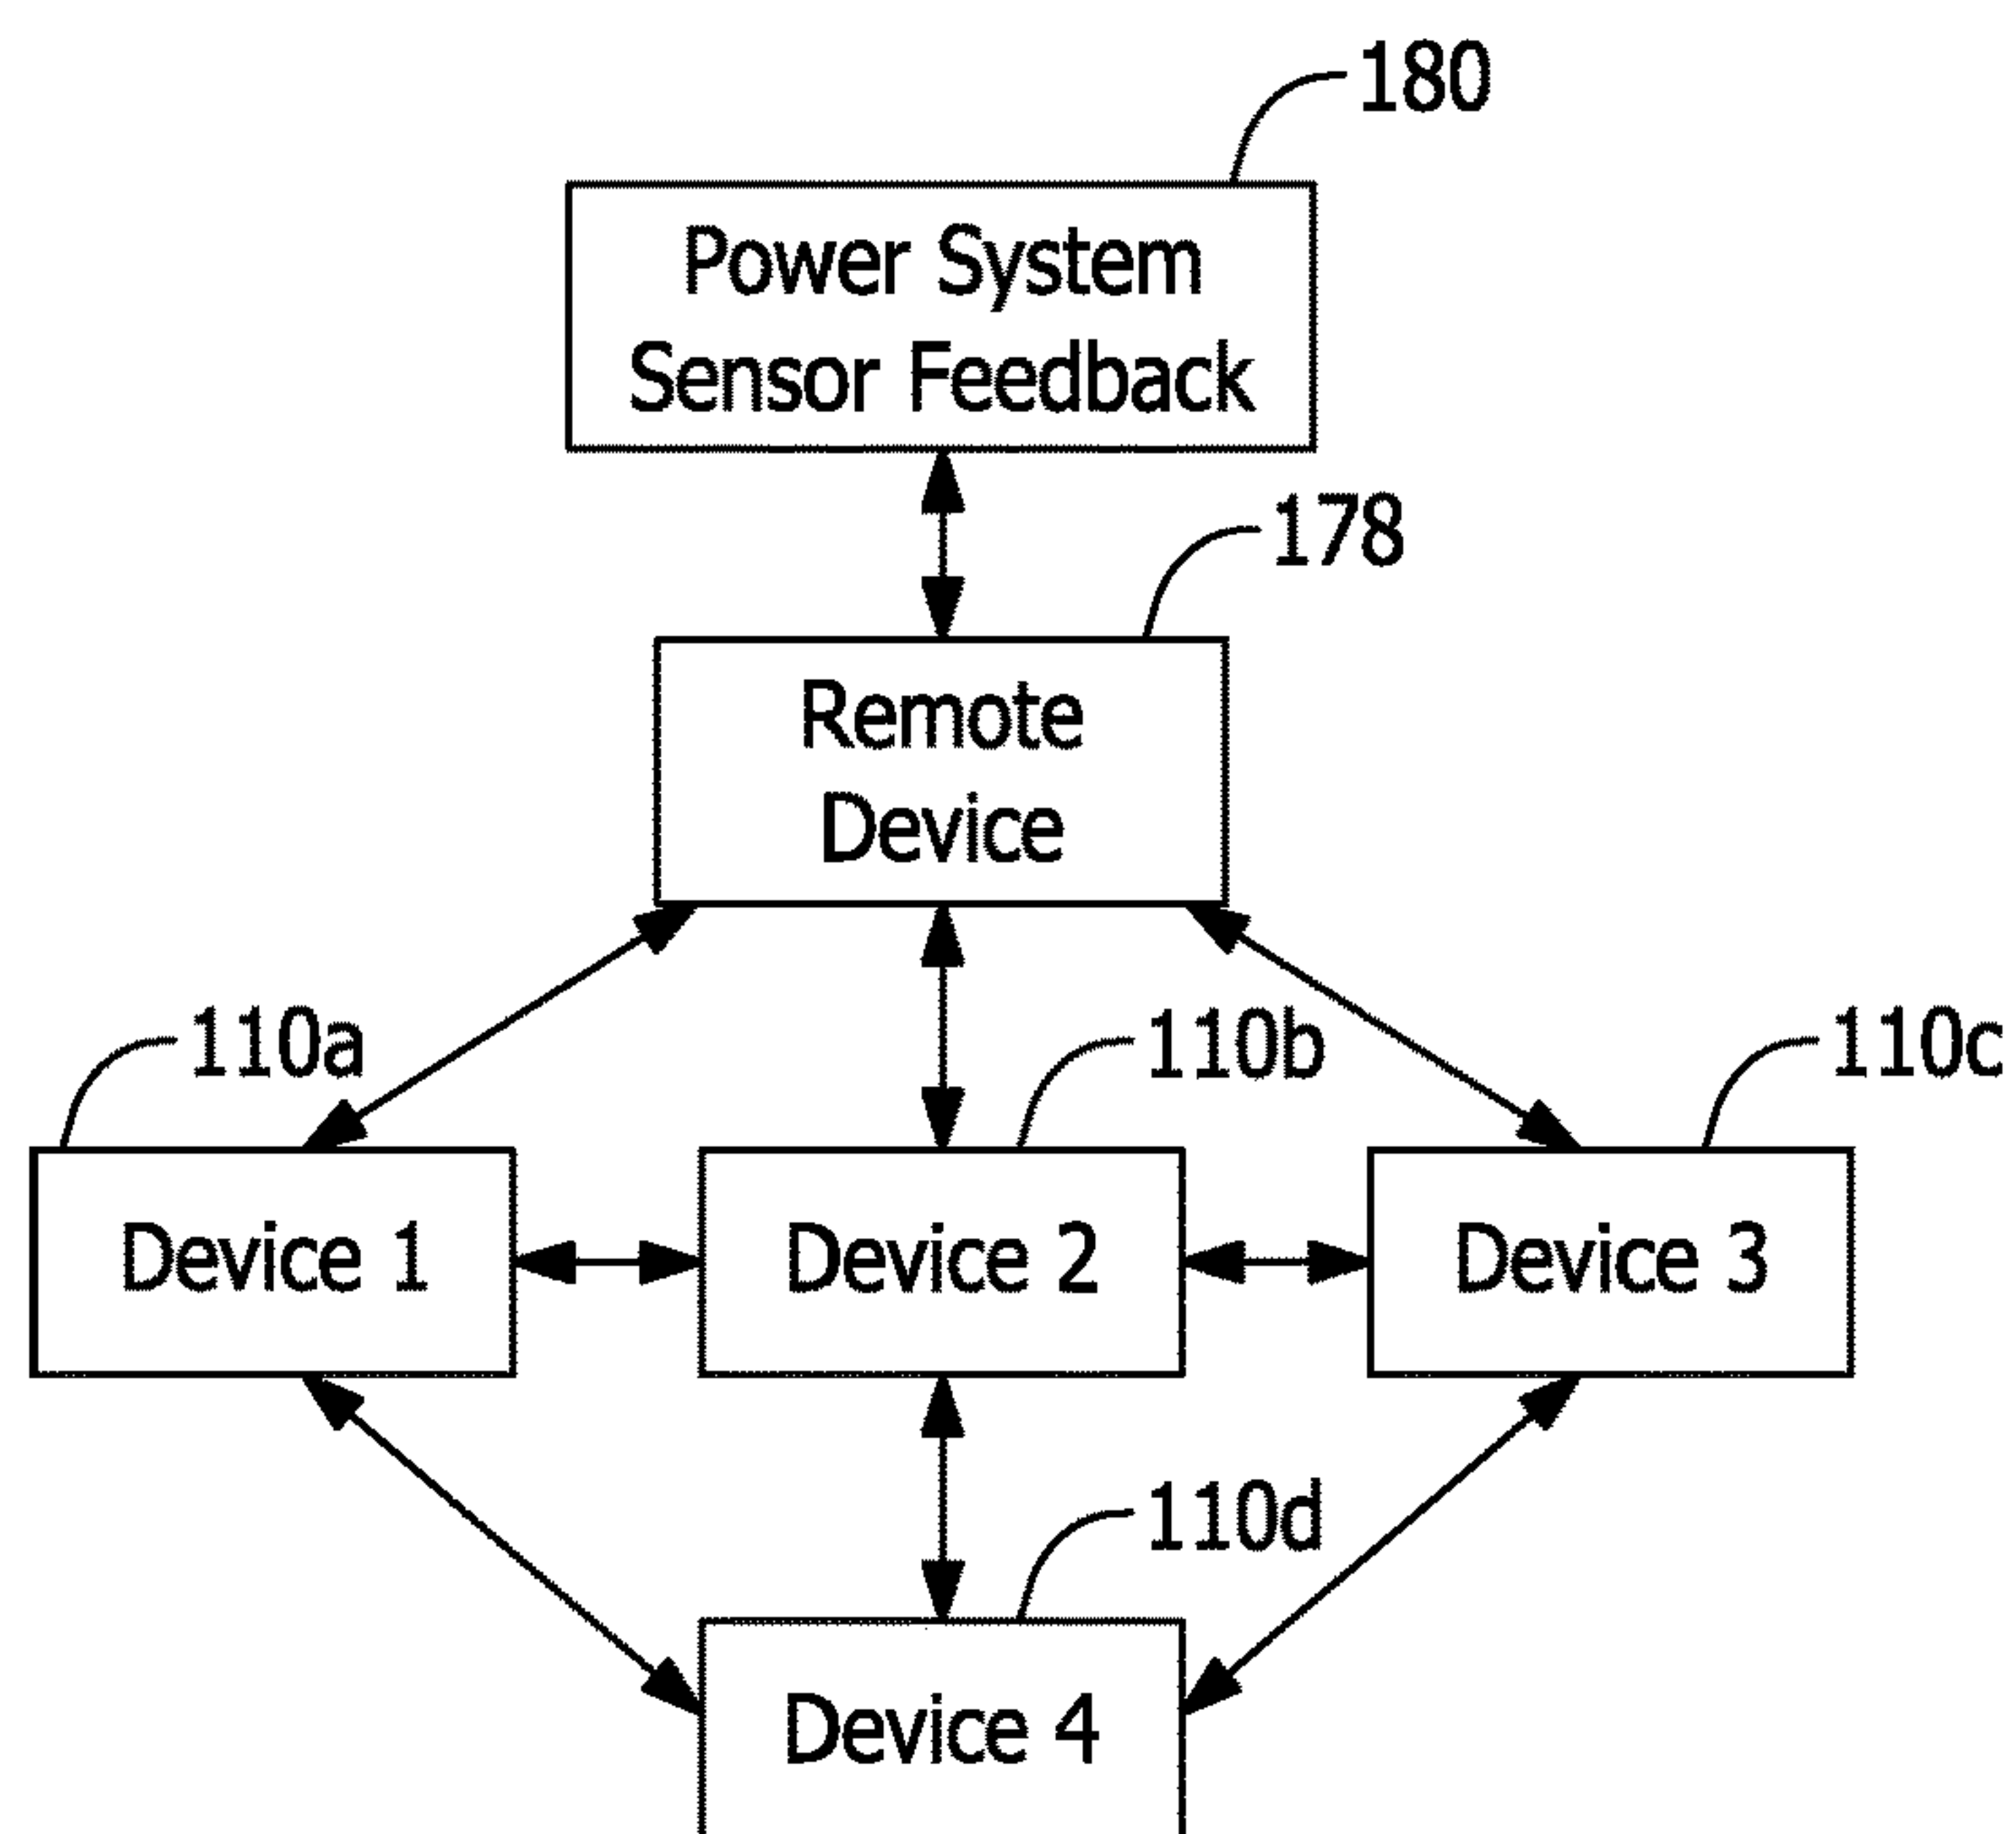 180
Power System
Sensor Feedback
178
Remote
Device
110a
110b
110c
Device 1
Device 2
Device 3
110d
Device 4